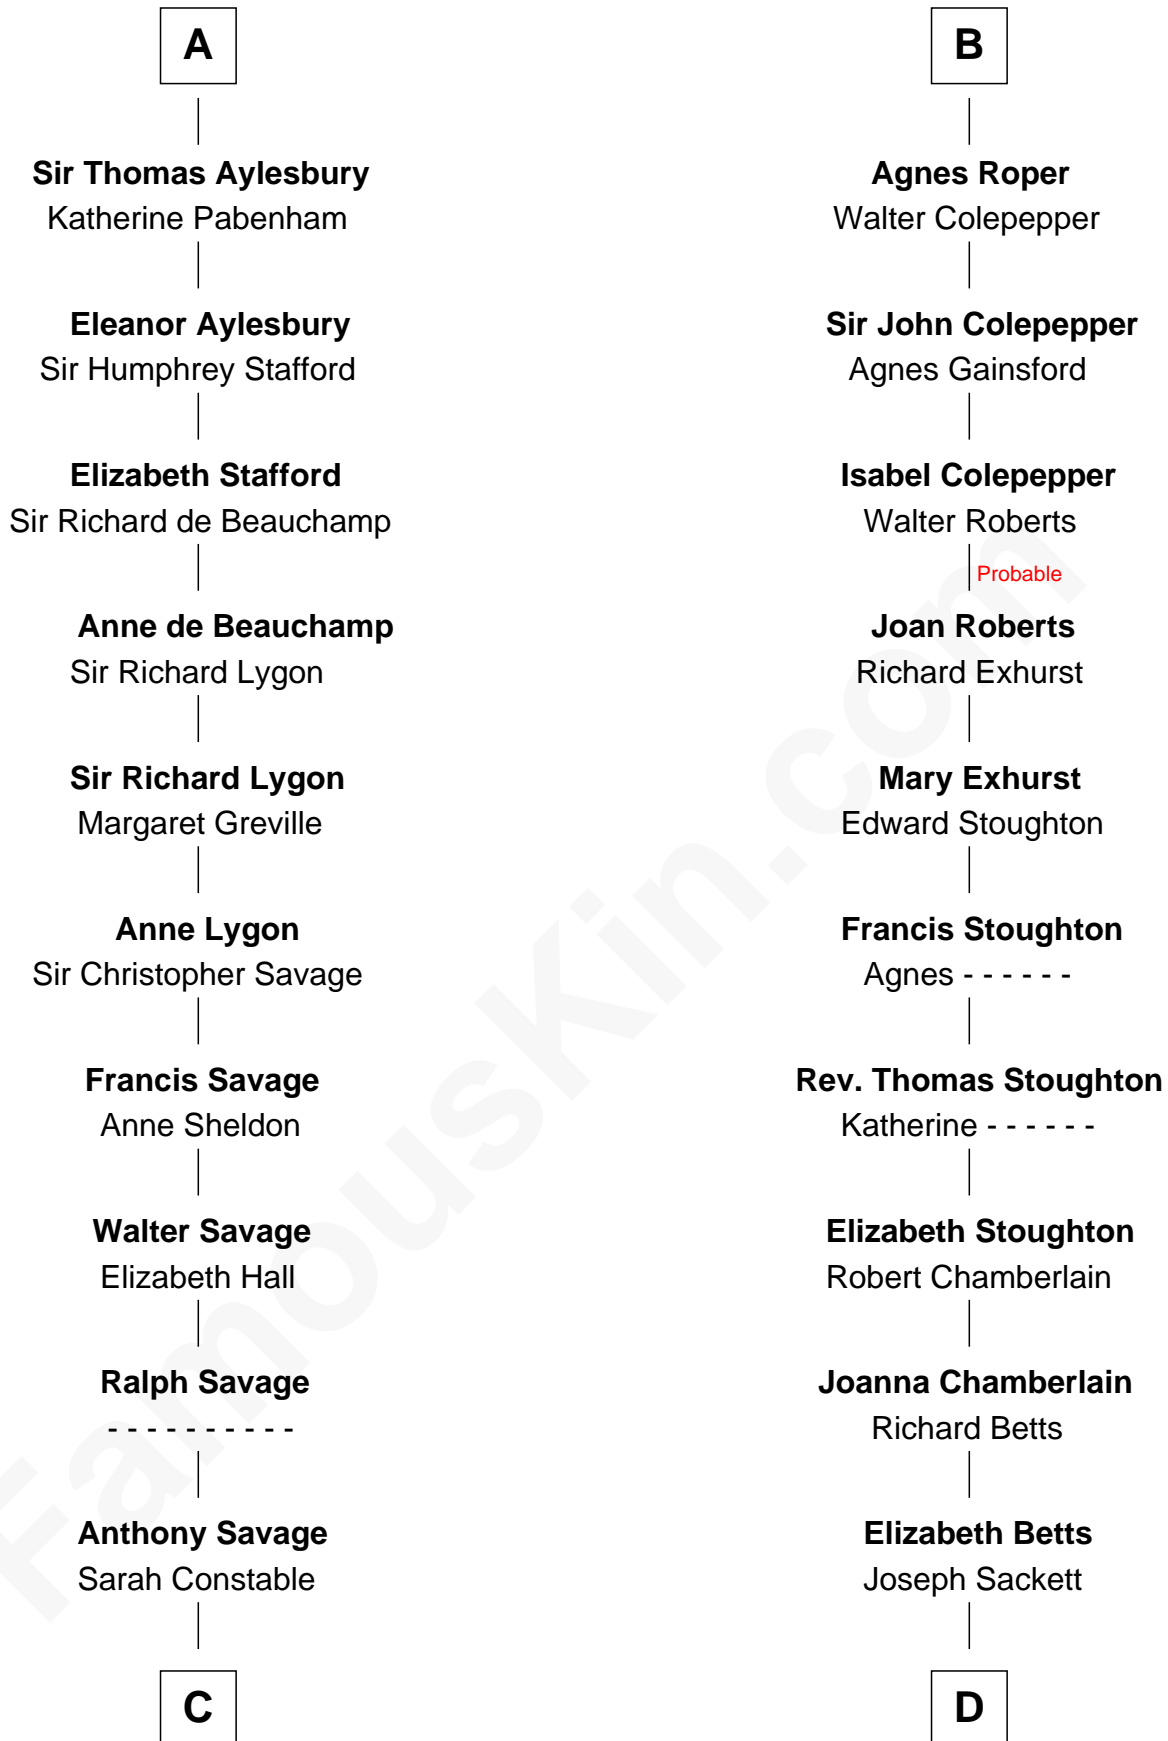 A
Sir Thomas Aylesbury
Katherine Pabenham
Eleanor Aylesbury
Sir Humphrey Stafford
Elizabeth Stafford
Sir Richard de Beauchamp
Anne de Beauchamp
Sir Richard Lygon
Sir Richard Lygon
Margaret Greville
Anne Lygon
Sir Christopher Savage
Francis Savage
Anne Sheldon
Walter Savage
Elizabeth Hall
Ralph Savage
- - - - - - - - - -
Anthony Savage
Sarah Constable
C
B
Agnes Roper
Walter Colepepper
Sir John Colepepper
Agnes Gainsford
Isabel Colepepper
Walter Roberts
Probable
Joan Roberts
Richard Exhurst
Mary Exhurst
Edward Stoughton
Francis Stoughton
Agnes - - - - - -
Rev. Thomas Stoughton
Katherine - - - - - -
Elizabeth Stoughton
Robert Chamberlain
Joanna Chamberlain
Richard Betts
Elizabeth Betts
Joseph Sackett
D
FamousKin.com